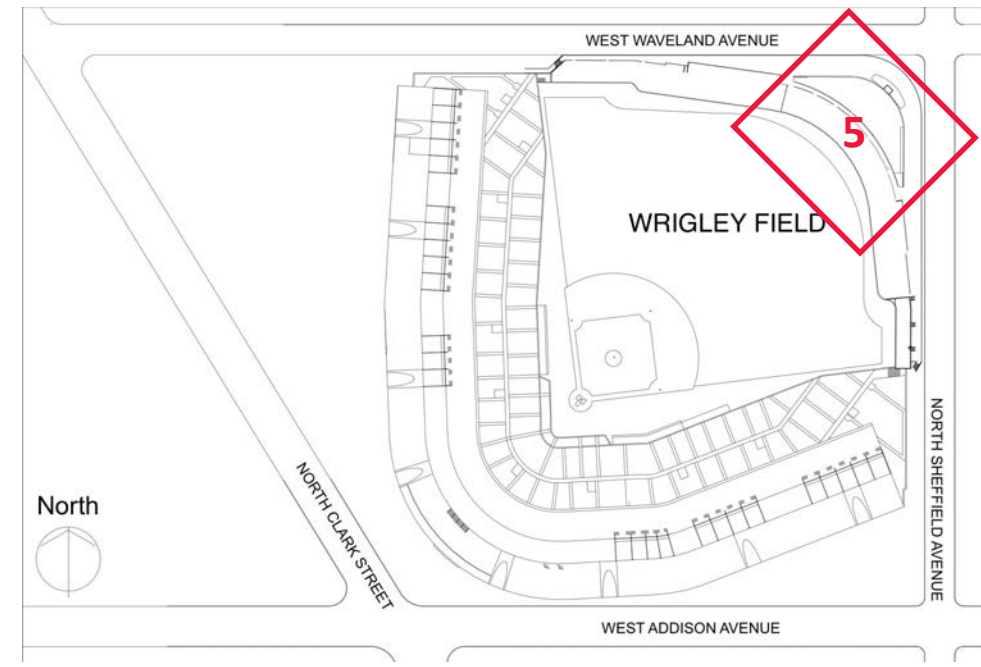 WEST WAVELAND AVENUE
5
WRIGLEY FIELD
NORTH SHEFFIELD AVENUE
NORTH CLARK STREET
North
WEST ADDISON AVENUE